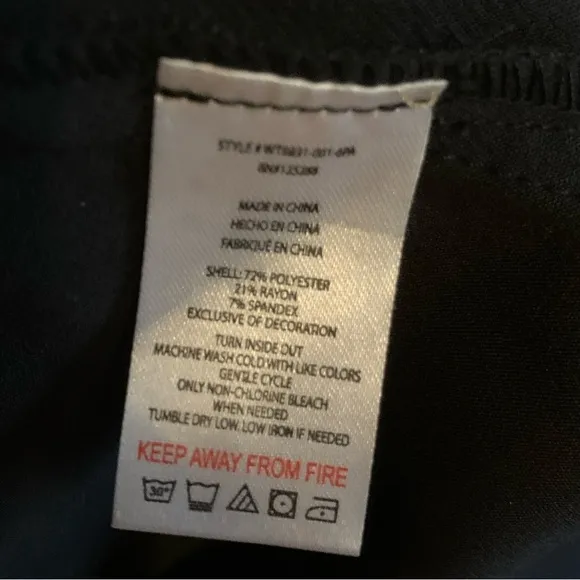 STYLE #
MADE IN CHINA
HECHO EN CHINA
FABRIQUÉ EN CHINA
SHELL: 72% POLYESTER
21% RAYON
7% SPANDEX
EXCLUSIVE OF DECORATION
TURN INSIDE OUT
MACHINE WASH COLD WITH LIKE COLORS
GENTLE CYCLE
ONLY NON-CHLORINE BLEACH
WHEN NEEDED
TUMBLE DRY LOW, LOW IRON IF NEEDED
KEEP AWAY FROM FIRE
30°